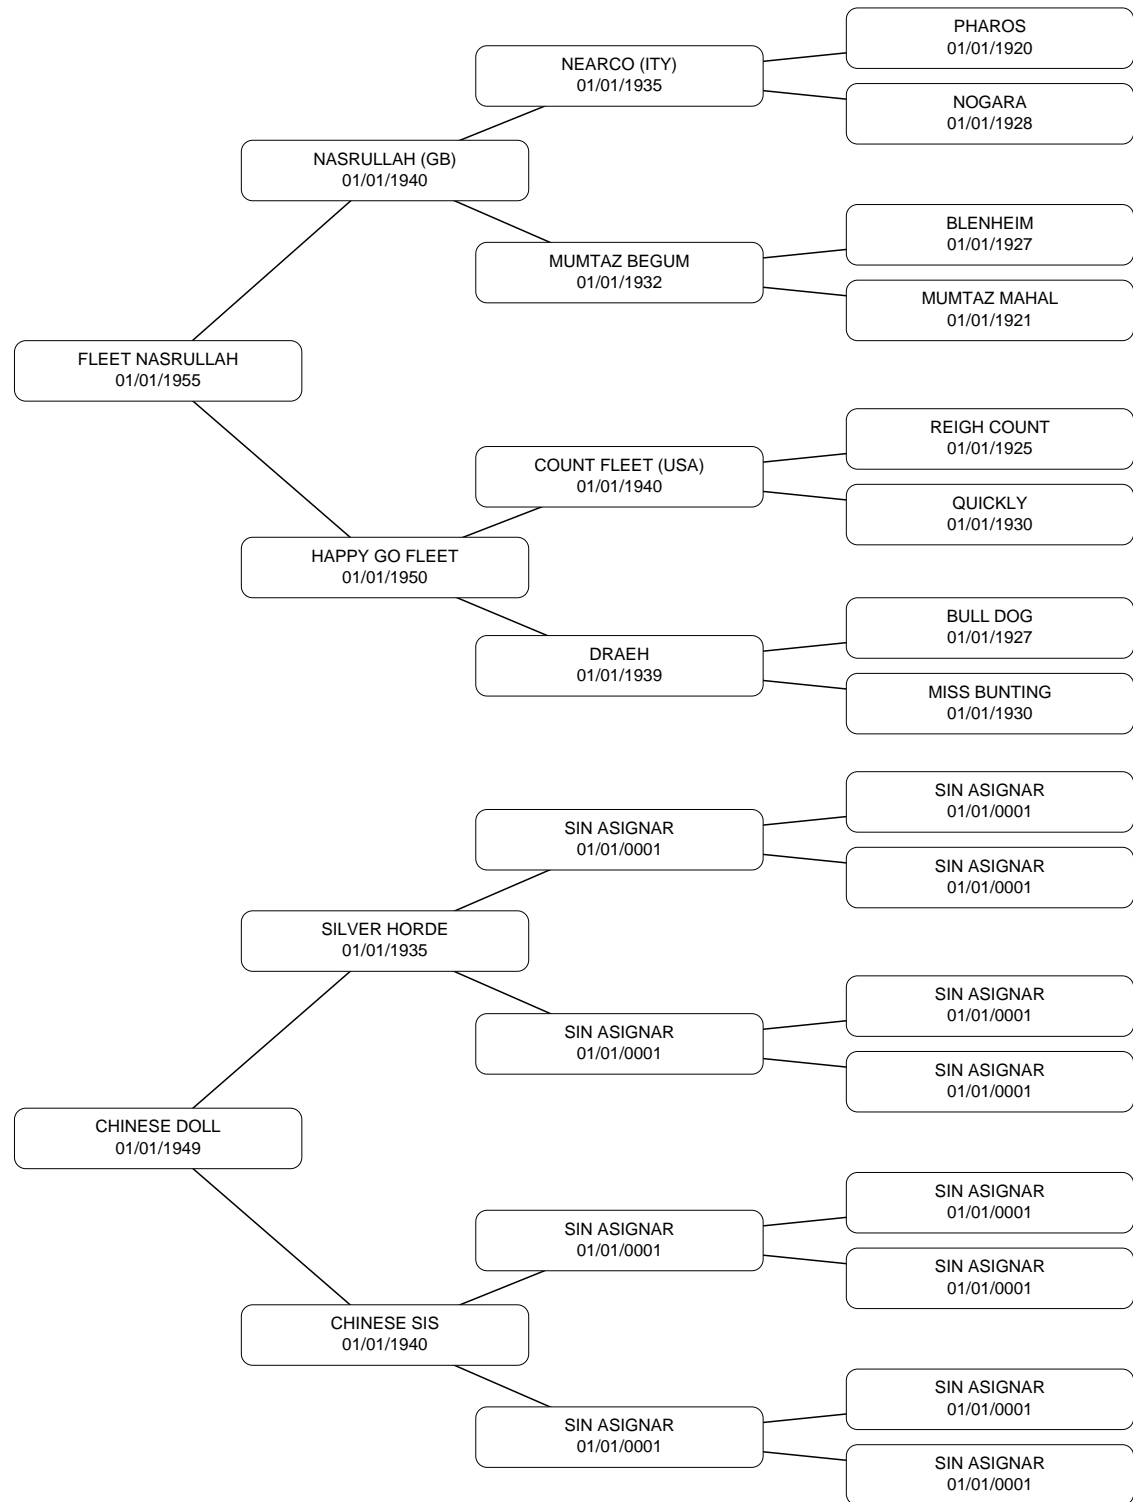 PHAROS
01/01/1920
NEARCO (ITY)
01/01/1935
NOGARA
01/01/1928
NASRULLAH (GB)
01/01/1940
BLENHEIM
01/01/1927
MUMTAZ BEGUM
01/01/1932
MUMTAZ MAHAL
01/01/1921
FLEET NASRULLAH
01/01/1955
REIGH COUNT
01/01/1925
COUNT FLEET (USA)
01/01/1940
QUICKLY
01/01/1930
HAPPY GO FLEET
01/01/1950
BULL DOG
01/01/1927
DRAEH
01/01/1939
MISS BUNTING
01/01/1930
SIN ASIGNAR
01/01/0001
SIN ASIGNAR
01/01/0001
SIN ASIGNAR
01/01/0001
SILVER HORDE
01/01/1935
SIN ASIGNAR
01/01/0001
SIN ASIGNAR
01/01/0001
SIN ASIGNAR
01/01/0001
CHINESE DOLL
01/01/1949
SIN ASIGNAR
01/01/0001
SIN ASIGNAR
01/01/0001
SIN ASIGNAR
01/01/0001
CHINESE SIS
01/01/1940
SIN ASIGNAR
01/01/0001
SIN ASIGNAR
01/01/0001
SIN ASIGNAR
01/01/0001